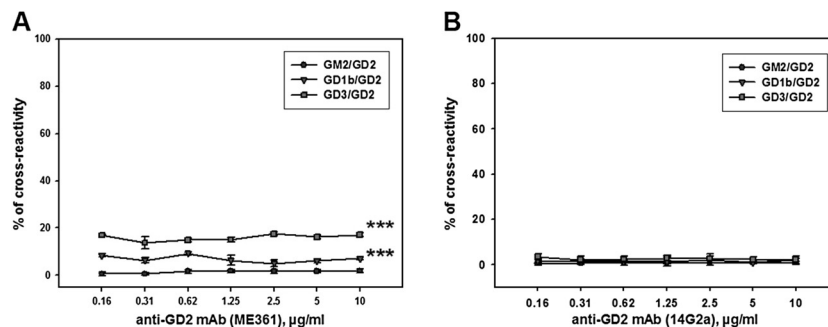 A
% of cross-reactivity
100
80
60
40
20
0
GM2/GD2
GD1b/GD2
GD3/GD2
***
***
0.16 0.31 0.62 1.25 2.5 5 10
anti-GD2 mAb (ME361), µg/ml
B
% of cross-reactivity
100
80
60
40
20
0
GM2/GD2
GD1b/GD2
GD3/GD2
0.16 0.31 0.62 1.25 2.5 5 10
anti-GD2 mAb (14G2a), µg/ml